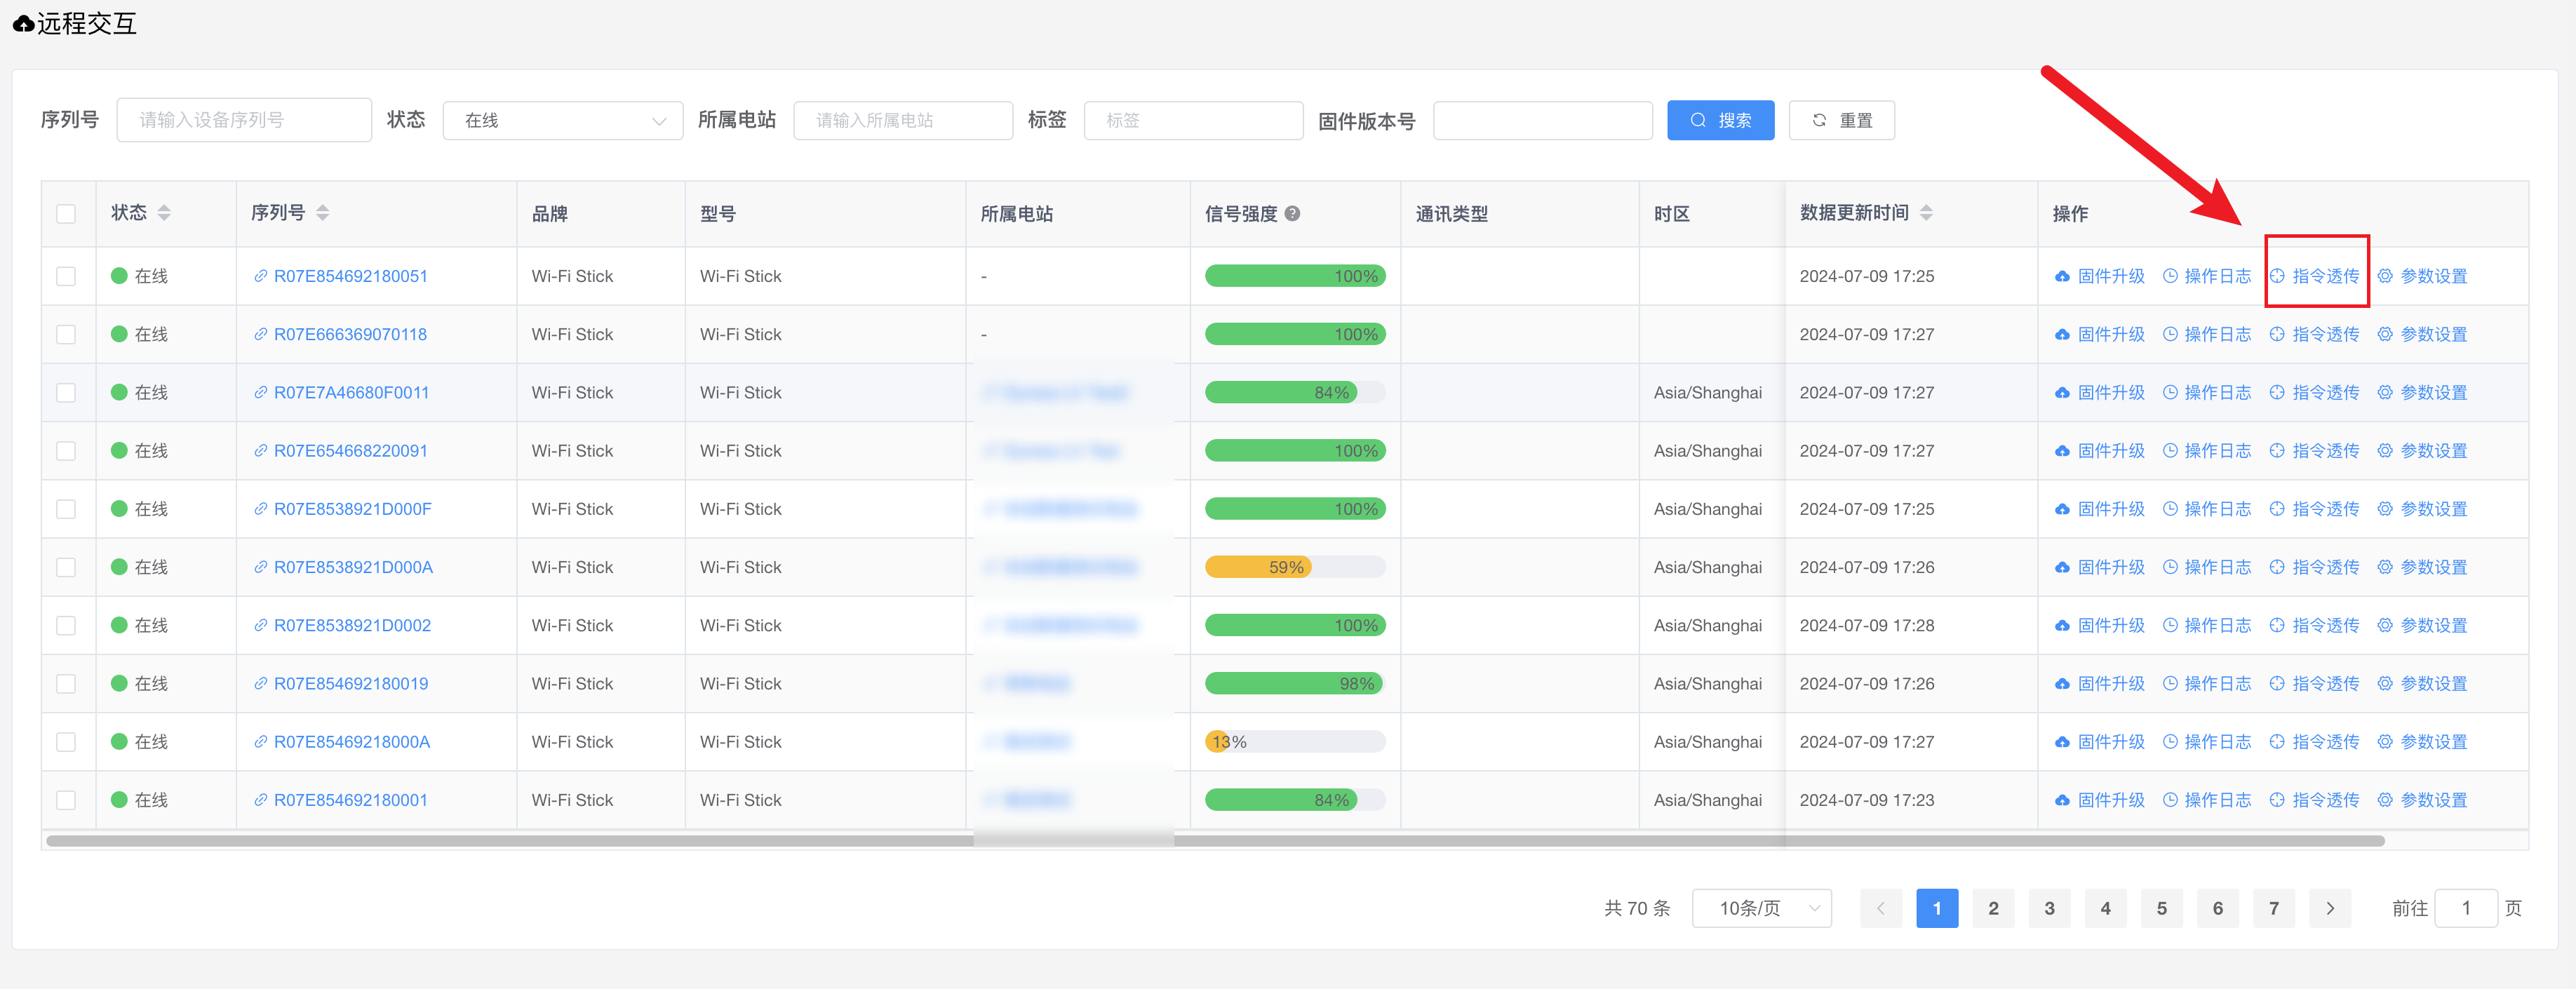 远程交互
序列号 请输入设备序列号 状态 在线 所属电站 请输入所属电站 标签 标签 固件版本号 搜索 重置
状态 序列号 品牌 型号 所属电站 信号强度 通讯类型 时区 数据更新时间 操作
在线 R07E854692180051 Wi-Fi Stick Wi-Fi Stick - 100% 2024-07-09 17:25 固件升级 操作日志 指令透传 参数设置
在线 R07E666369070118 Wi-Fi Stick Wi-Fi Stick - 100% 2024-07-09 17:27 固件升级 操作日志 指令透传 参数设置
在线 R07E7A46680F0011 Wi-Fi Stick Wi-Fi Stick 84% Asia/Shanghai 2024-07-09 17:27 固件升级 操作日志 指令透传 参数设置
在线 R07E654668220091 Wi-Fi Stick Wi-Fi Stick 100% Asia/Shanghai 2024-07-09 17:27 固件升级 操作日志 指令透传 参数设置
在线 R07E8538921D000F Wi-Fi Stick Wi-Fi Stick 100% Asia/Shanghai 2024-07-09 17:25 固件升级 操作日志 指令透传 参数设置
在线 R07E8538921D000A Wi-Fi Stick Wi-Fi Stick 59% Asia/Shanghai 2024-07-09 17:26 固件升级 操作日志 指令透传 参数设置
在线 R07E8538921D0002 Wi-Fi Stick Wi-Fi Stick 100% Asia/Shanghai 2024-07-09 17:28 固件升级 操作日志 指令透传 参数设置
在线 R07E854692180019 Wi-Fi Stick Wi-Fi Stick 98% Asia/Shanghai 2024-07-09 17:26 固件升级 操作日志 指令透传 参数设置
在线 R07E85469218000A Wi-Fi Stick Wi-Fi Stick 13% Asia/Shanghai 2024-07-09 17:27 固件升级 操作日志 指令透传 参数设置
在线 R07E854692180001 Wi-Fi Stick Wi-Fi Stick 84% Asia/Shanghai 2024-07-09 17:23 固件升级 操作日志 指令透传 参数设置
共 70 条 10条/页 1 2 3 4 5 6 7 前往 1 页